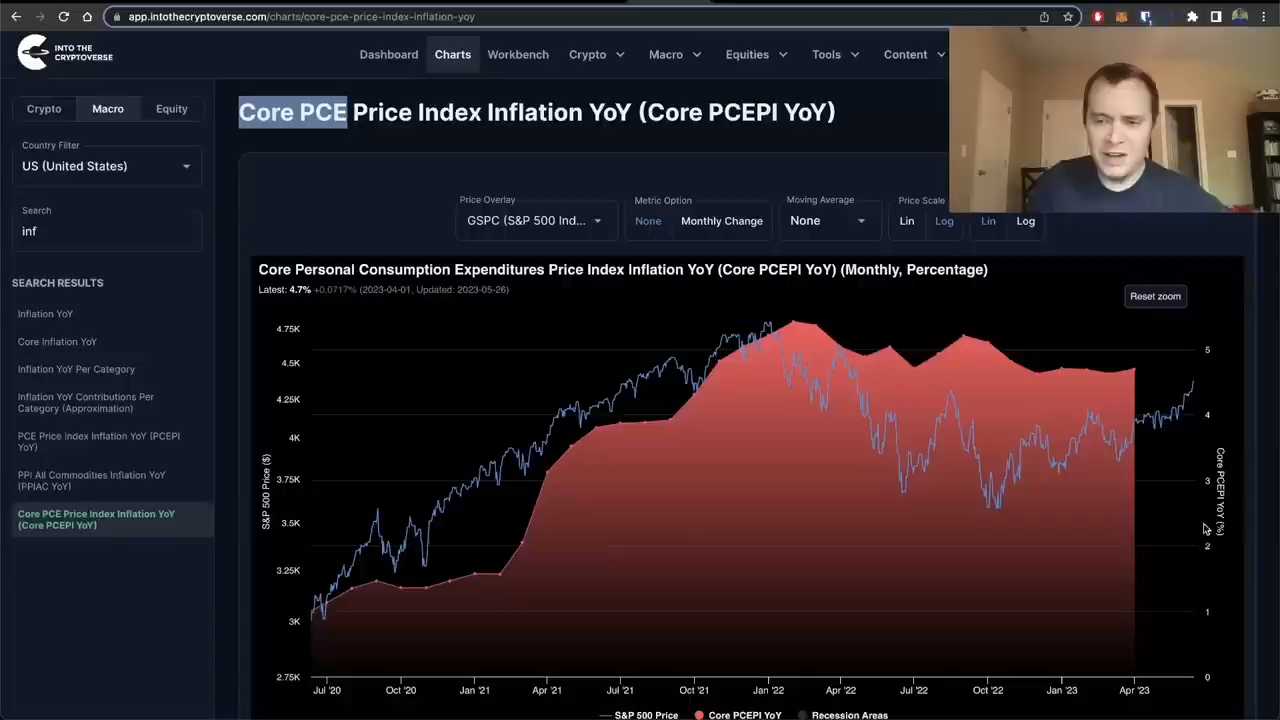 app.intothecryptoverse.com/charts/core-pce-price-index-inflation-yoy
INTO THE
CRYPTOVERSE
Dashboard
Charts
Workbench
Crypto
Macro
Equities
Tools
Content
Crypto
Macro
Equity
Country Filter
US (United States)
Search
inf
SEARCH RESULTS
Inflation YoY
Core Inflation YoY
Inflation YoY Per Category
Inflation YoY Contributions Per
Category (Approximation)
PCE Price Index Inflation YoY (PCEPI
YoY)
PPI All Commodities Inflation YoY
(PPIAC YoY)
Core PCE Price Index Inflation YoY
(Core PCEPI YoY)
Core PCE Price Index Inflation YoY (Core PCEPI YoY)
Price Overlay
GSPC (S&P 500 Ind...
Metric Option
None
Monthly Change
Moving Average
None
Price Scale
Lin
Log
Lin
Log
Core Personal Consumption Expenditures Price Index Inflation YoY (Core PCEPI YoY) (Monthly, Percentage)
Latest: 4.7% +0.0717% (2023-04-01, Updated: 2023-05-26)
Reset zoom
4.75K
4.5K
4.25K
4K
3.75K
3.5K
3.25K
3K
2.75K
S&P 500 Price ($)
5
4
3
2
1
0
Core PCEPI YoY (%)
Jul '20
Oct '20
Jan '21
Apr '21
Jul '21
Oct '21
Jan '22
Apr '22
Jul '22
Oct '22
Jan '23
Apr '23
S&P 500 Price
Core PCEPI YoY
Recession Areas